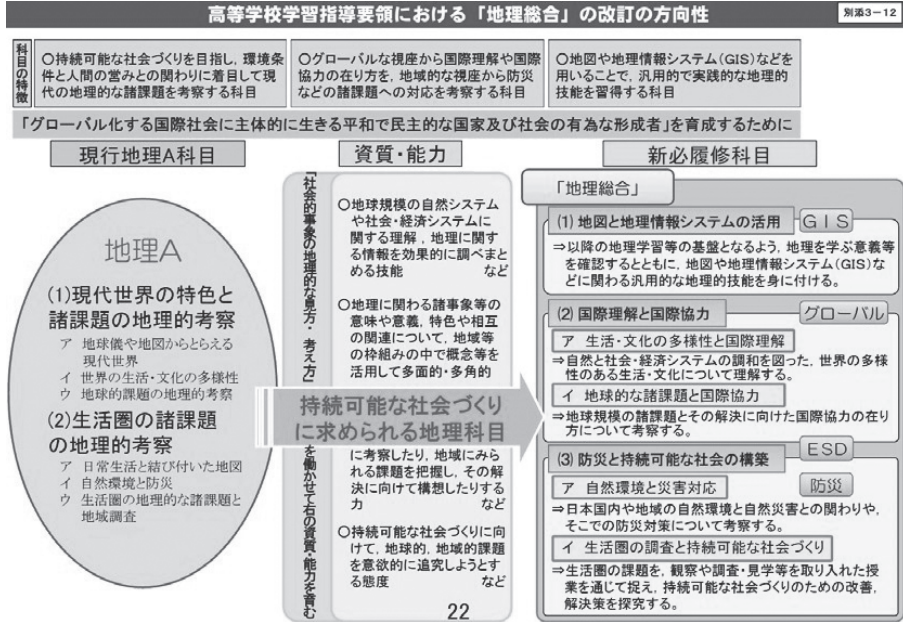 高等学校学習指導要領における「地理総合」の改訂の方向性
別添3－12
科目の特徴
○持続可能な社会づくりを目指し，環境条
件と人間の営みとの関わりに着目して現
代の地理的な諸課題を考察する科目
○グローバルな視座から国際理解や国際
協力の在り方を，地域的な視座から防災
などの諸課題への対応を考察する科目
○地図や地理情報システム(GIS)などを
用いることで，汎用的で実践的な地理的
技能を習得する科目
「グローバル化する国際社会に主体的に生きる平和で民主的な国家及び社会の有為な形成者」を育成するために
現行地理A科目
資質・能力
新必履修科目
地理A
(1)現代世界の特色と
諸課題の地理的考察
ア 地球儀や地図からとらえる
現代世界
イ 世界の生活・文化の多様性
ウ 地球的課題の地理的考察
(2)生活圏の諸課題
の地理的考察
ア 日常生活と結び付いた地図
イ 自然環境と防災
ウ 生活圏の地理的な諸課題と
地域調査
「社会的事象の地理的な見方・考え方」を働かせて右の資質・能力を育む
○地球規模の自然システム
や社会・経済システムに
関する理解，地理に関す
る情報を効果的に調べまと
める技能 など
○地理に関わる諸事象等の
意味や意義，特色や相互
の関連について，地域等
の枠組みの中で概念等を
活用して多面的・多角的
持続可能な社会づくり
に求められる地理科目
に考察したり，地域にみら
れる課題を把握し，その解
決に向けて構想したりする
力 など
○持続可能な社会づくりに向
けて，地球的，地域的課題
を意欲的に追究しようとす
る態度 など
22
「地理総合」
(1) 地図と地理情報システムの活用
GIS
⇒以降の地理学習等の基盤となるよう，地理を学ぶ意義等
を確認するとともに，地図や地理情報システム(GIS)な
どに関わる汎用的な地理的技能を身に付ける。
(2) 国際理解と国際協力
グローバル
ア 生活・文化の多様性と国際理解
⇒自然と社会・経済システムの調和を図った，世界の多様
性のある生活・文化について理解する。
イ 地球的な諸課題と国際協力
⇒地球規模の諸課題とその解決に向けた国際協力の在り
方について考察する。
(3) 防災と持続可能な社会の構築
ESD
ア 自然環境と災害対応
防災
⇒日本国内や地域の自然環境と自然災害との関わりや，
そこでの防災対策について考察する。
イ 生活圏の調査と持続可能な社会づくり
⇒生活圏の課題を，観察や調査・見学等を取り入れた授
業を通じて捉え，持続可能な社会づくりのための改善，
解決策を探究する。